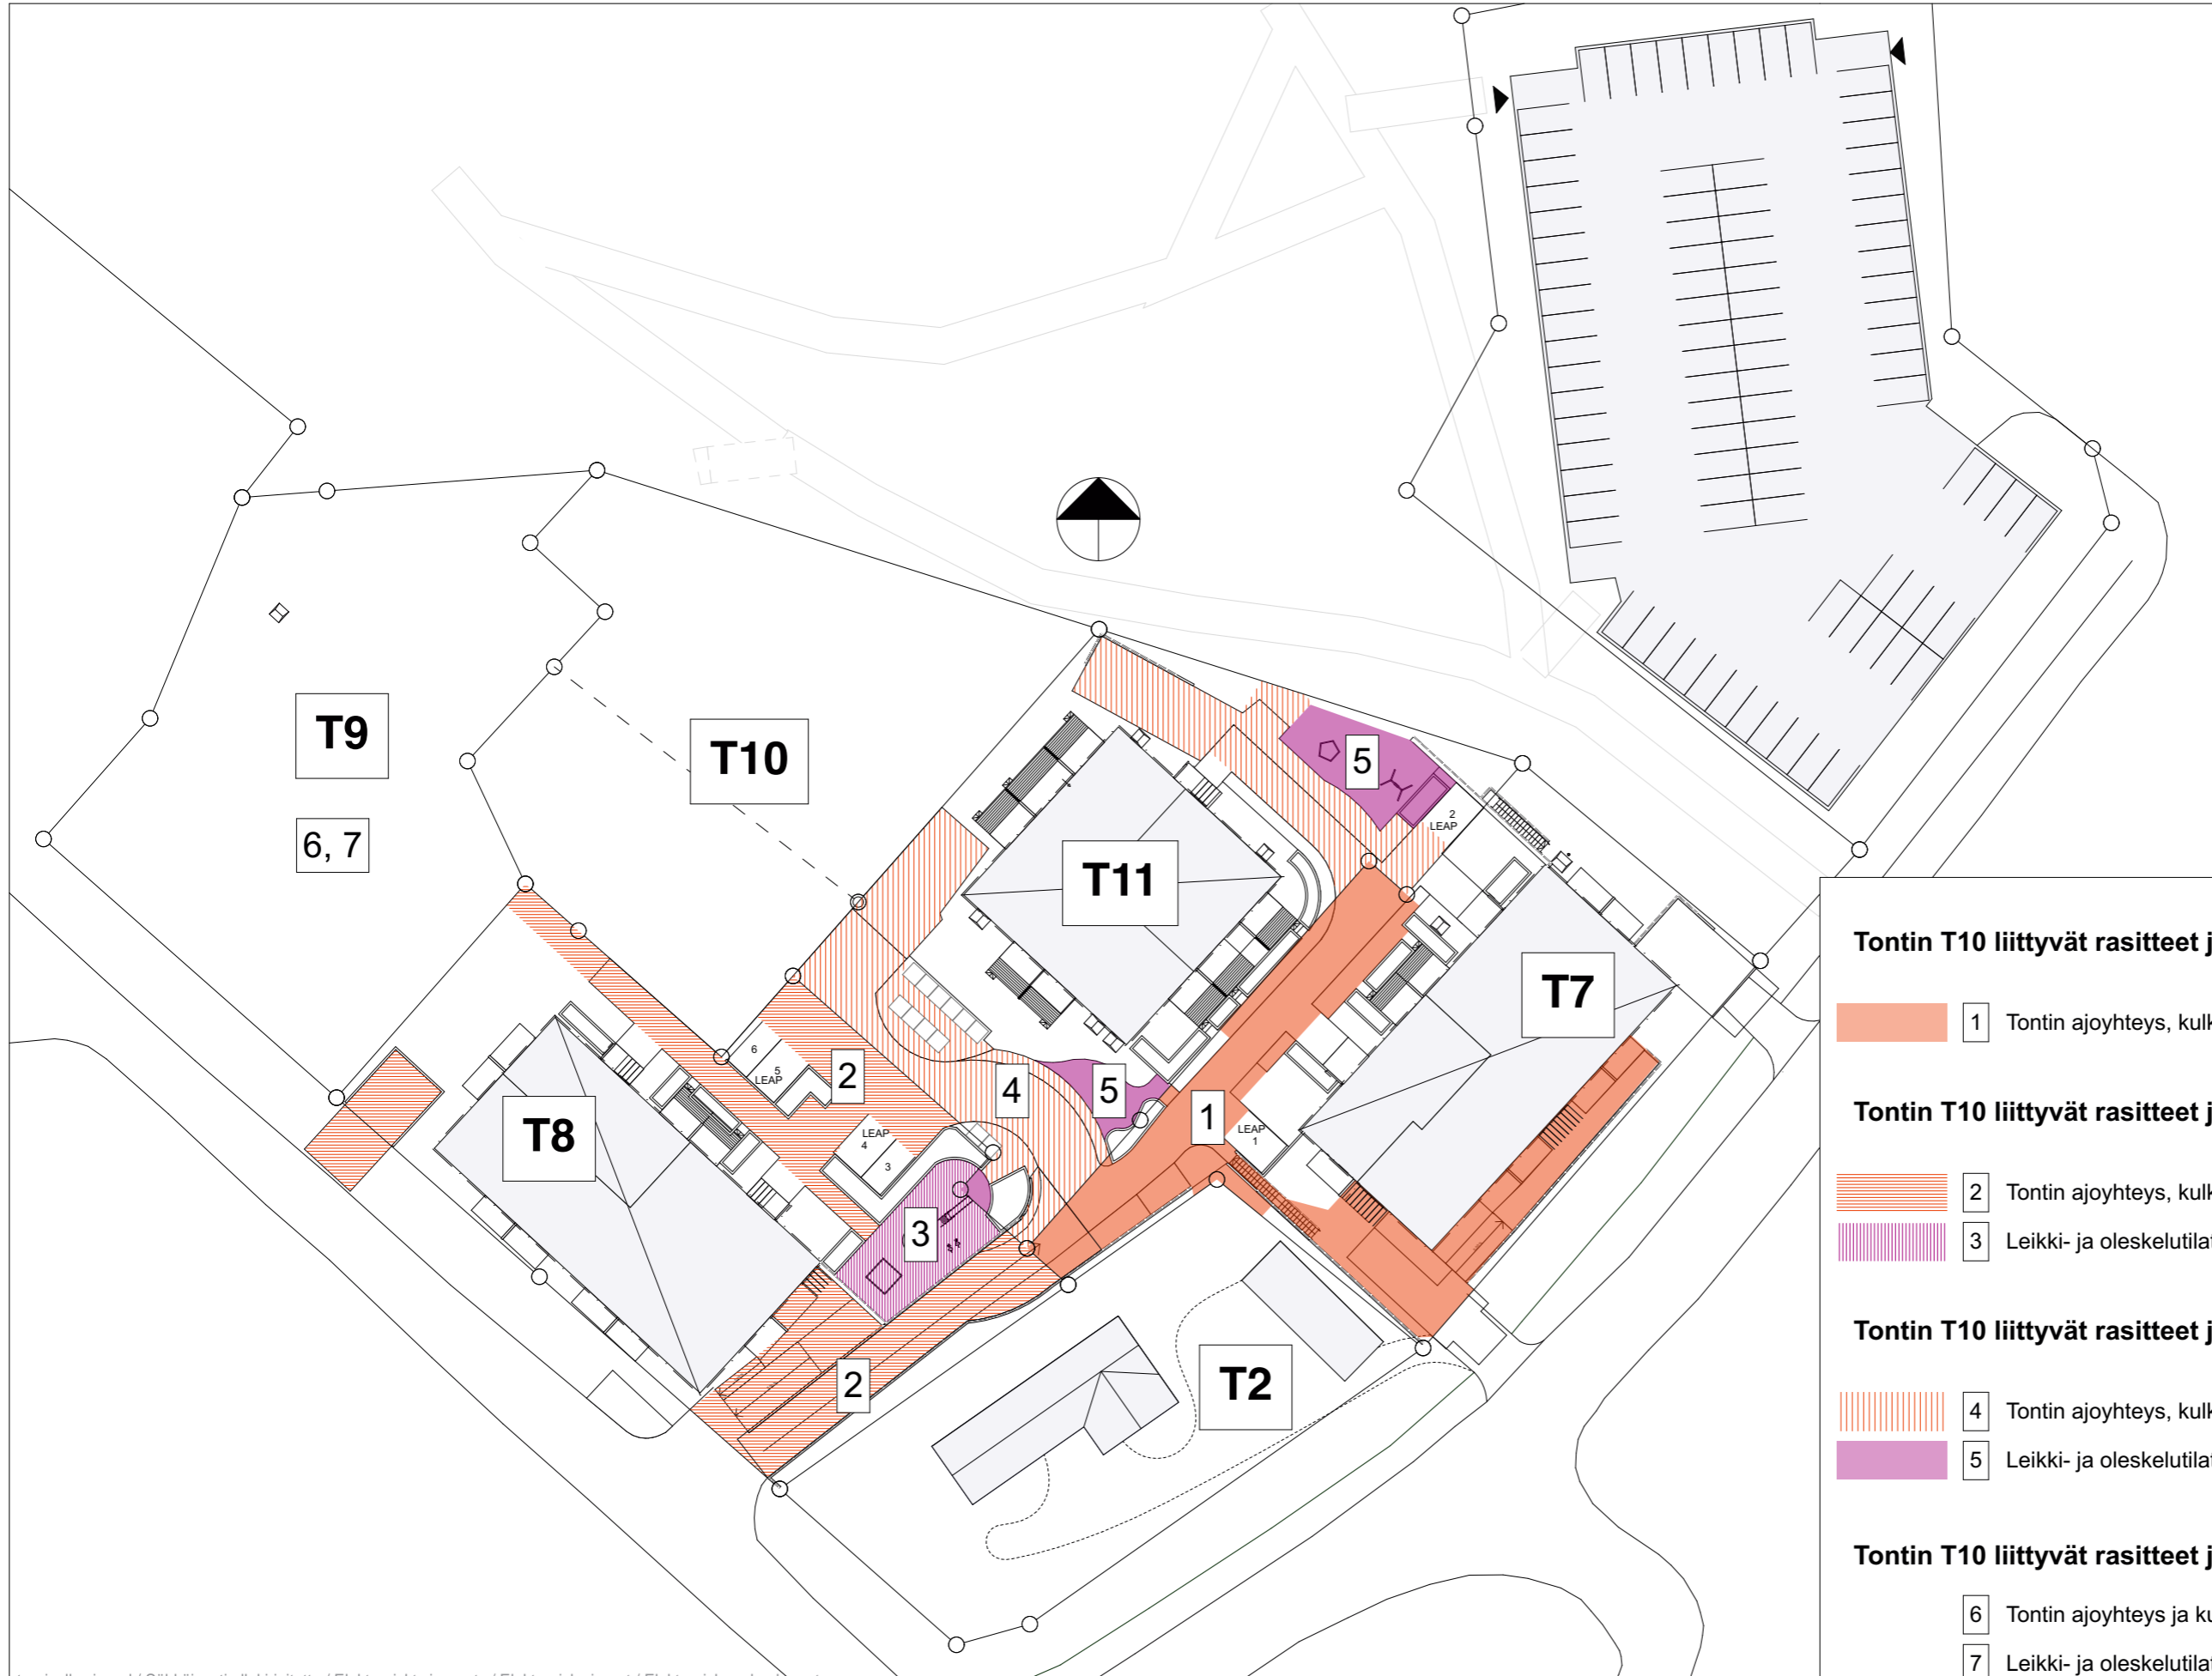 T9
6, 7
T10
5
2
LEAP
T11
T7
6
5
LEAP
2
4
5
1
LEAP
1
T8
LEAP
4
3
3
2
T2
Tontin T10 liittyvät rasitteet j
1 Tontin ajoyhteys, kulk
Tontin T10 liittyvät rasitteet j
2 Tontin ajoyhteys, kulk
3 Leikki- ja oleskelutilat
Tontin T10 liittyvät rasitteet j
4 Tontin ajoyhteys, kulk
5 Leikki- ja oleskelutilat
Tontin T10 liittyvät rasitteet j
6 Tontin ajoyhteys ja ku
7 Leikki- ja oleskelutilat